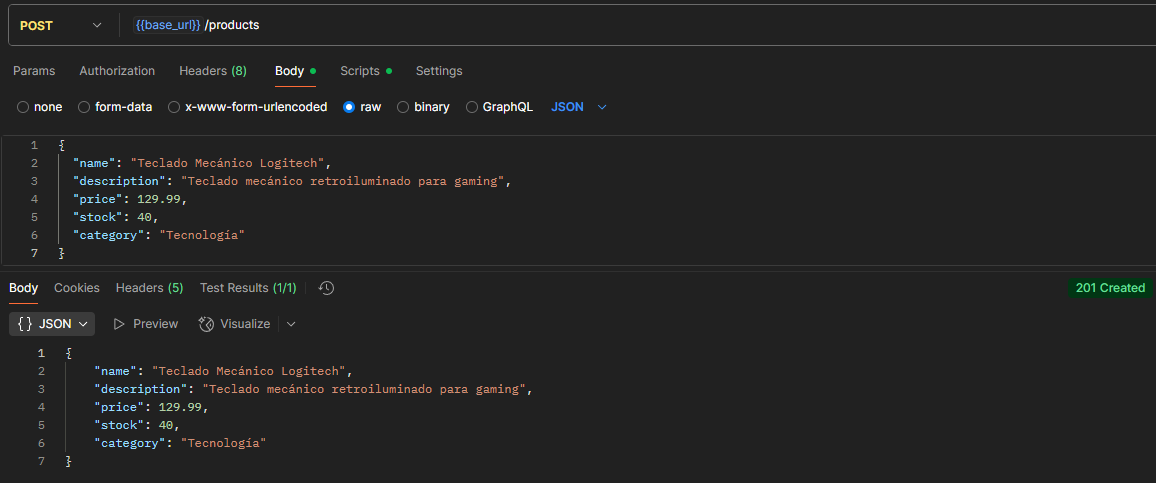 POST {{base_url}} /products
Params Authorization Headers (8) Body Scripts Settings
none form-data x-www-form-urlencoded raw binary GraphQL JSON
1 {
2 "name": "Teclado Mecánico Logitech",
3 "description": "Teclado mecánico retroiluminado para gaming",
4 "price": 129.99,
5 "stock": 40,
6 "category": "Tecnología"
7 }
Body Cookies Headers (5) Test Results (1/1) 201 Created
{} JSON Preview Visualize
1 {
2 "name": "Teclado Mecánico Logitech",
3 "description": "Teclado mecánico retroiluminado para gaming",
4 "price": 129.99,
5 "stock": 40,
6 "category": "Tecnología"
7 }